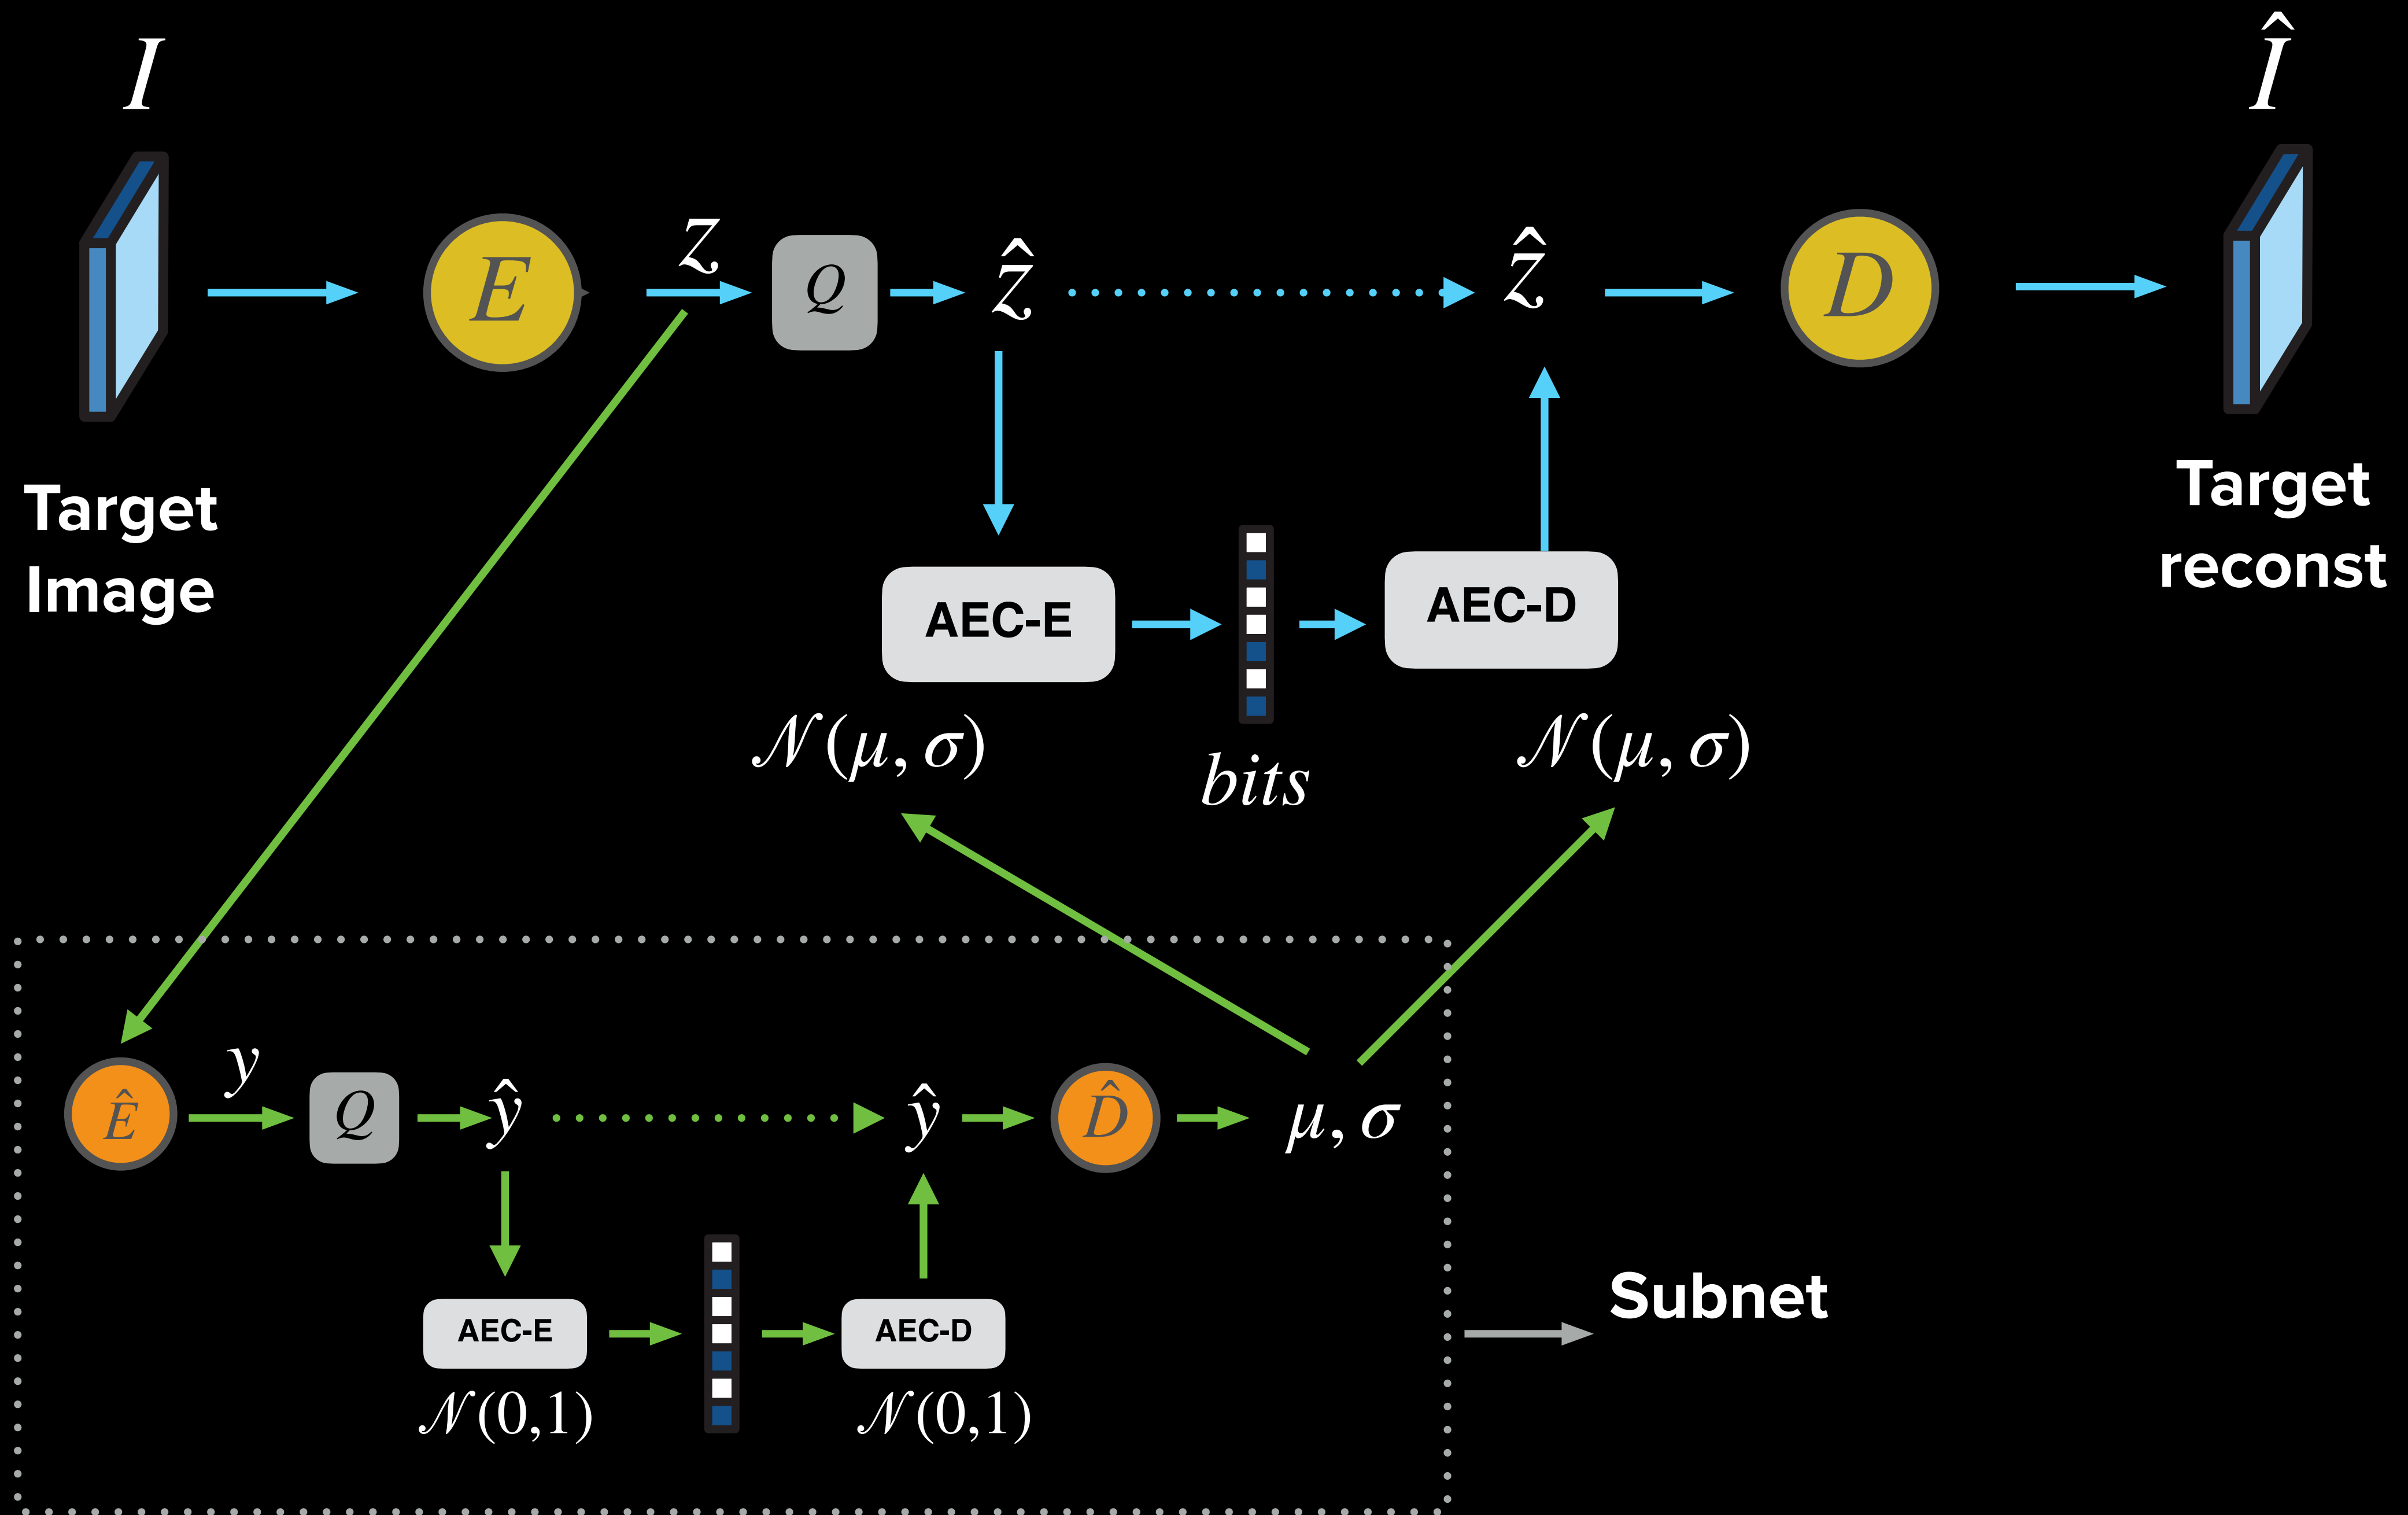 I
Î
E
z
Q
ẑ
ẑ
D
Target
Image
Target
reconst
AEC-E
AEC-D
𝒩(μ, σ)
bits
𝒩(μ, σ)
Ê
y
Q
ŷ
ŷ
D̂
μ, σ
AEC-E
AEC-D
𝒩(0,1)
𝒩(0,1)
Subnet